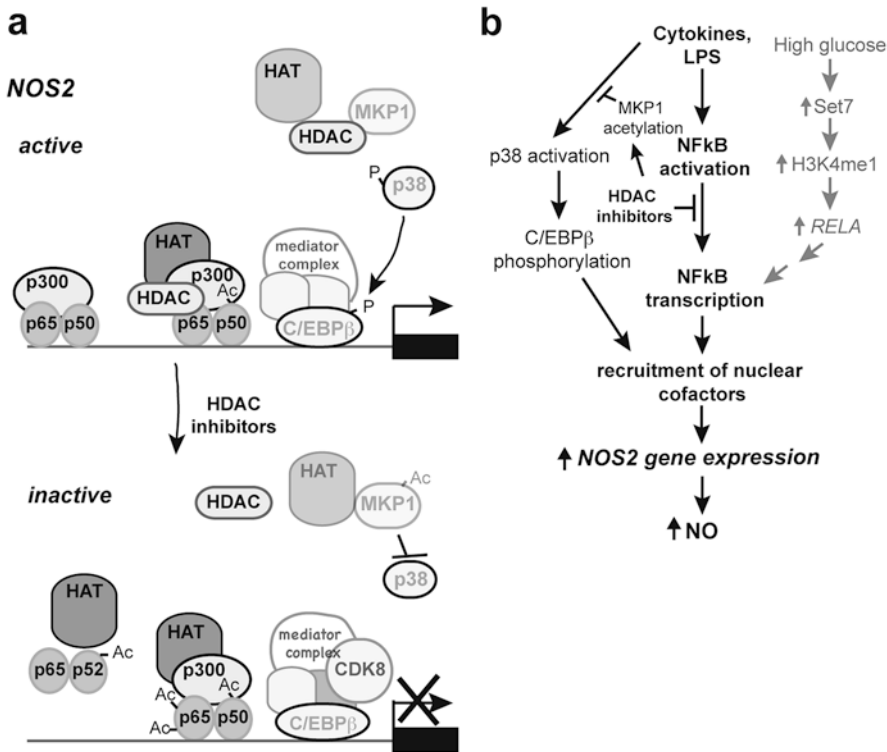 a
NOS2
active
HAT
MKP1
HDAC
P
p38
HAT
p300
HDAC
Ac
p65 p50
p300
p65 p50
mediator
complex
P
C/EBPβ
HDAC
inhibitors
inactive
HDAC
HAT
Ac
MKP1
p38
HAT
Ac
p65 p52
HAT
p300
Ac
Ac
p65 p50
Ac
mediator
complex
CDK8
C/EBPβ
b
Cytokines,
LPS
High glucose
MKP1
acetylation
Set7
p38 activation
NFkB
activation
H3K4me1
HDAC
inhibitors
RELA
C/EBPβ
phosphorylation
NFkB
transcription
recruitment of nuclear
cofactors
NOS2 gene expression
NO